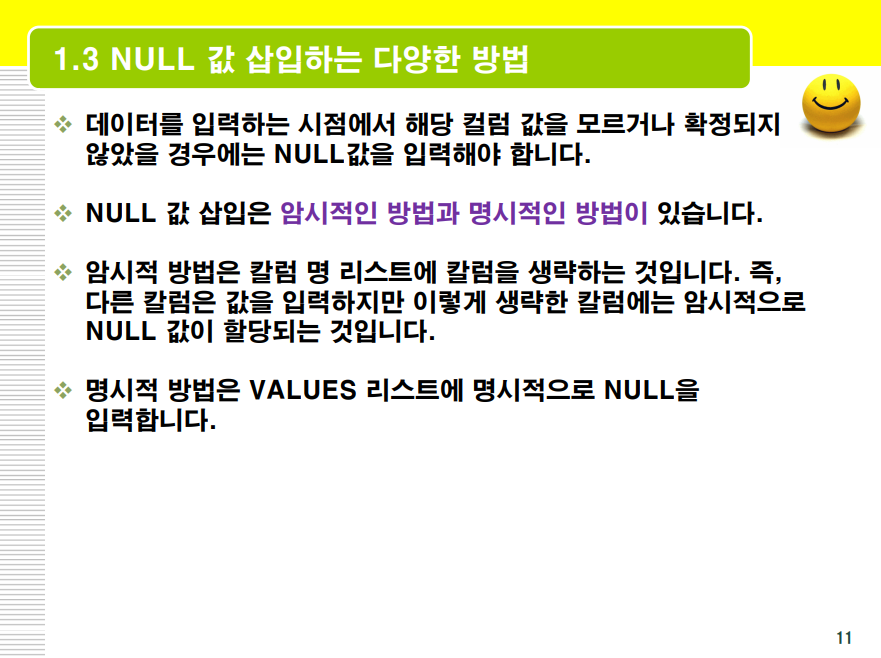 1.3 NULL 값 삽입하는 다양한 방법
데이터를 입력하는 시점에서 해당 컬럼 값을 모르거나 확정되지
않았을 경우에는 NULL값을 입력해야 합니다.
NULL 값 삽입은 암시적인 방법과 명시적인 방법이 있습니다.
암시적 방법은 칼럼 명 리스트에 칼럼을 생략하는 것입니다. 즉,
다른 칼럼은 값을 입력하지만 이렇게 생략한 칼럼에는 암시적으로
NULL 값이 할당되는 것입니다.
명시적 방법은 VALUES 리스트에 명시적으로 NULL을
입력합니다.
11